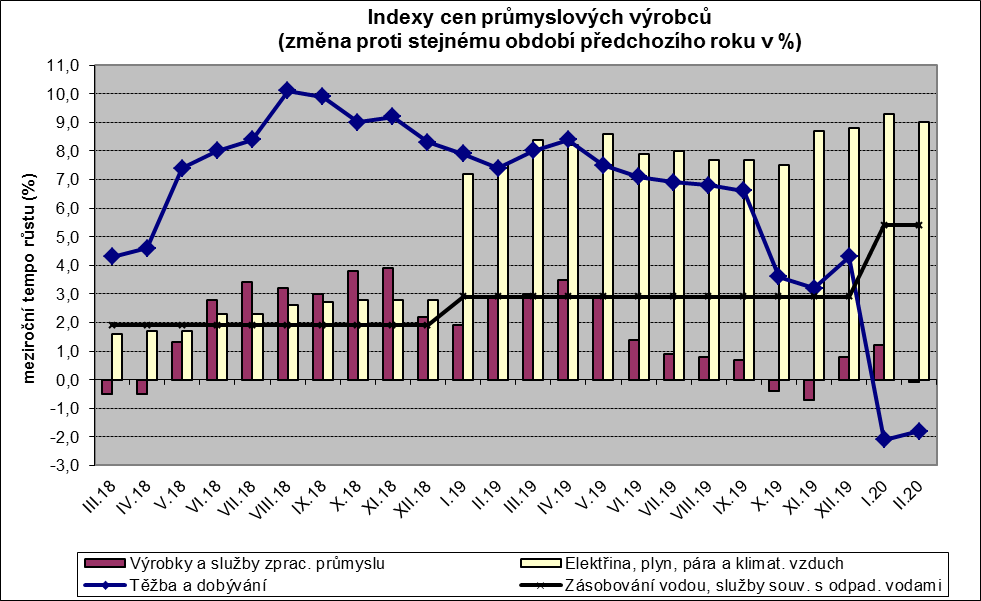 Indexy cen průmyslových výrobců
(změna proti stejnému období předchozího roku v %)
meziroční tempo růstu (%)
11,0
10,0
9,0
8,0
7,0
6,0
5,0
4,0
3,0
2,0
1,0
0,0
-1,0
-2,0
-3,0
III.18
IV.18
V.18
VI.18
VII.18
VIII.18
IX.18
X.18
XI.18
XII.18
I.19
II.19
III.19
IV.19
V.19
VI.19
VII.19
VIII.19
IX.19
X.19
XI.19
XII.19
I.20
II.20
Výrobky a služby zprac. průmyslu
Elektřina, plyn, pára a klimat. vzduch
Těžba a dobývání
Zásobování vodou, služby souv. s odpad. vodami